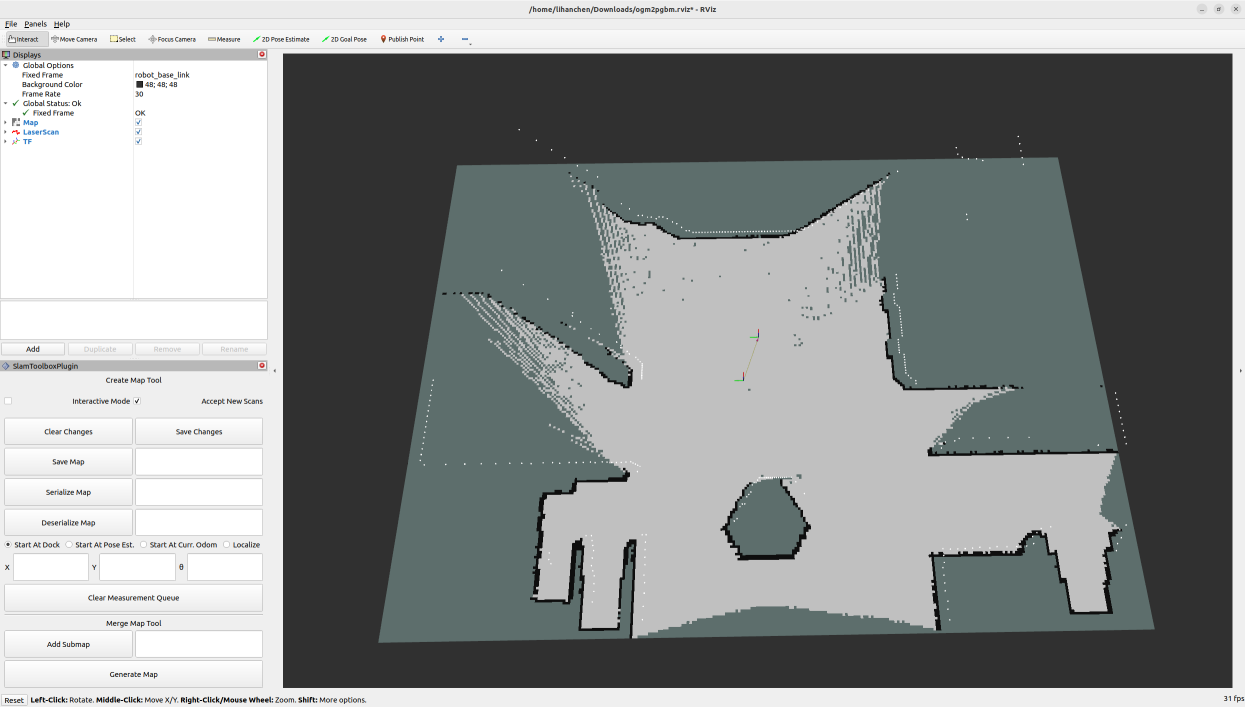 /home/lihanchen/Downloads/ogm2pgbm.rviz* - RViz
File Panels Help
Interact Move Camera Select Focus Camera Measure 2D Pose Estimate 2D Goal Pose Publish Point
Displays
Global Options
Fixed Frame robot_base_link
Background Color 48; 48; 48
Frame Rate 30
Global Status: Ok
Fixed Frame OK
Map
LaserScan
TF
Add Duplicate Remove Rename
SlamToolboxPlugin
Create Map Tool
Interactive Mode Accept New Scans
Clear Changes Save Changes
Save Map
Serialize Map
Deserialize Map
Start At Dock Start At Pose Est. Start At Curr. Odom Localize
X Y θ
Clear Measurement Queue
Merge Map Tool
Add Submap
Generate Map
Reset Left-Click: Rotate. Middle-Click: Move X/Y. Right-Click/Mouse Wheel: Zoom. Shift: More options. 31 fps